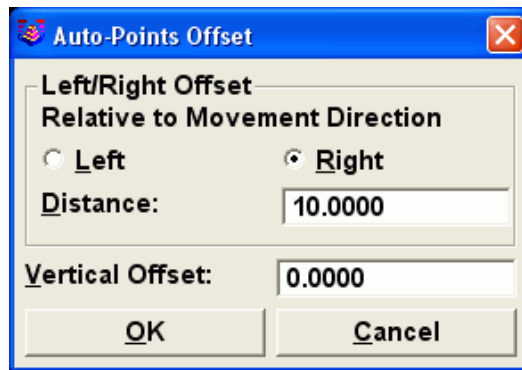 Auto-Points Offset
Left/Right Offset
Relative to Movement Direction
Left Right
Distance: 10.0000
Vertical Offset: 0.0000
OK Cancel